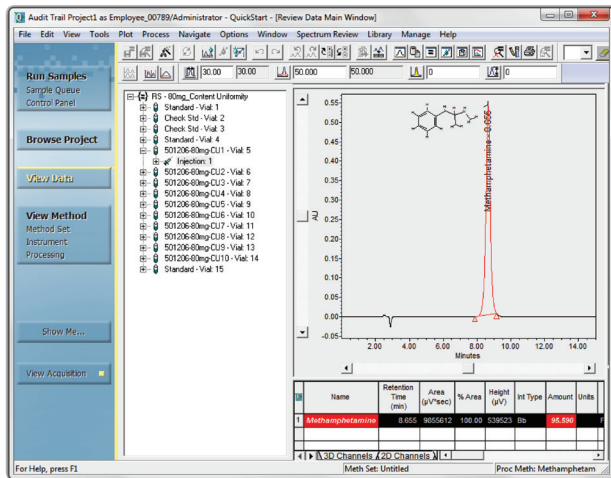 Audit Trail Project1 as Employee_00789/Administrator - QuickStart - [Review Data Main Window]
File Edit View Tools Plot Process Navigate Options Window Spectrum Review Library Manage Help
30.00 30.00 50.000 50.000 0 0
Run Samples
Sample Queue
Control Panel
Browse Project
View Data
View Method
Method Set
Instrument
Processing
Show Me...
View Acquisition
RS - 80mg_Content Uniformity
Standard - Vial: 1
Check Std - Vial: 2
Check Std - Vial: 3
Standard - Vial: 4
501206-80mg-CU1 - Vial: 5
Injection: 1
501206-80mg-CU2 - Vial: 6
501206-80mg-CU3 - Vial: 7
501206-80mg-CU4 - Vial: 8
501206-80mg-CU5 - Vial: 9
501206-80mg-CU6 - Vial: 10
501206-80mg-CU7 - Vial: 11
501206-80mg-CU8 - Vial: 12
501206-80mg-CU9 - Vial: 13
501206-80mg-CU10 - Vial: 14
Standard - Vial: 15
0.55
0.50
0.45
0.40
0.35
0.30
0.25
0.20
0.15
0.10
0.05
0.00
-0.05
AU
Methamphetamine - 8.655
2.00 4.00 6.00 8.00 10.00 12.00 14.00
Minutes
Name Retention Time (min) Area (µV*sec) % Area Height (µV) Int Type Amount Units
1 Methamphetamine 8.655 9855612 100.00 539523 Bb 95.590
3D Channels 2D Channels
For Help, press F1 Meth Set: Untitled Proc Meth: Methamphetam